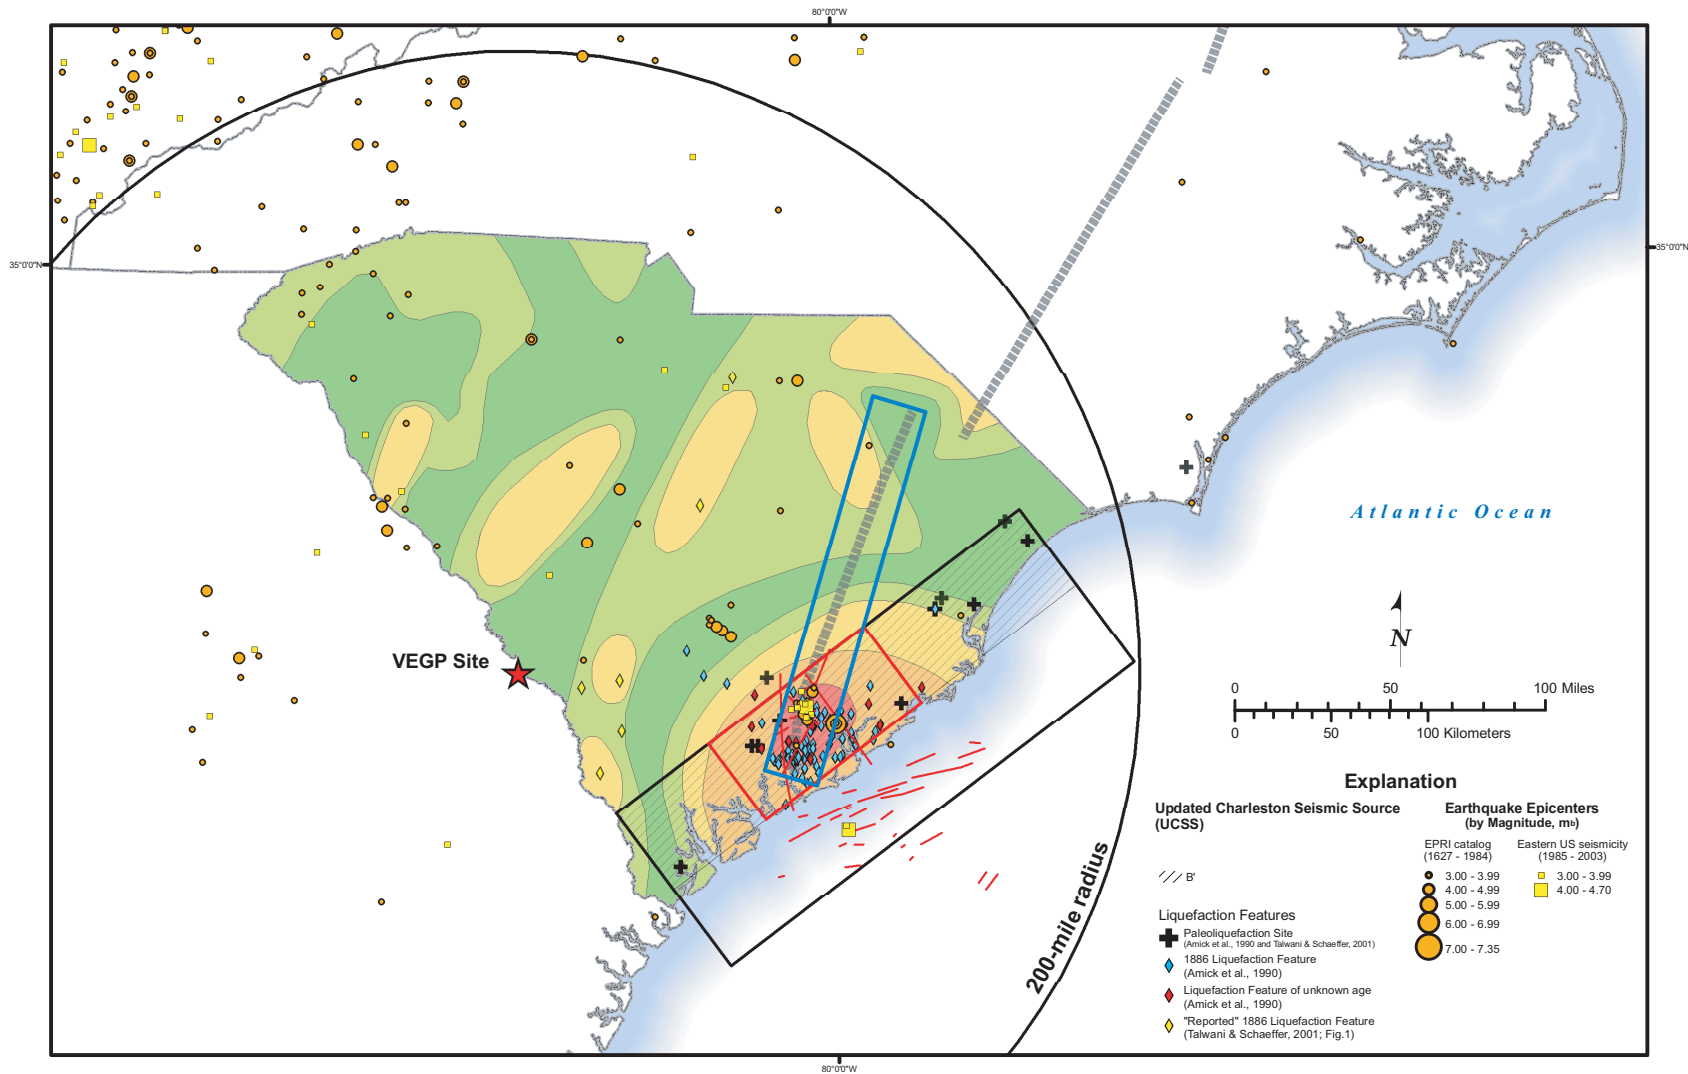 80°0'0"W
35°0'0"N
35°0'0"N
Atlantic Ocean
N
VEGP Site
0 50 100 Miles
0 50 100 Kilometers
200-mile radius
Explanation
Updated Charleston Seismic Source
(UCSS)
B'
Liquefaction Features
Paleoliquefaction Site
(Amick et al., 1990 and Talwani & Schaeffer, 2001)
1886 Liquefaction Feature
(Amick et al., 1990)
Liquefaction Feature of unknown age
(Amick et al., 1990)
"Reported" 1886 Liquefaction Feature
(Talwani & Schaeffer, 2001; Fig.1)
Earthquake Epicenters
(by Magnitude, mb)
EPRI catalog
(1627 - 1984)
3.00 - 3.99
4.00 - 4.99
5.00 - 5.99
6.00 - 6.99
7.00 - 7.35
Eastern US seismicity
(1985 - 2003)
3.00 - 3.99
4.00 - 4.70
80°0'0"W